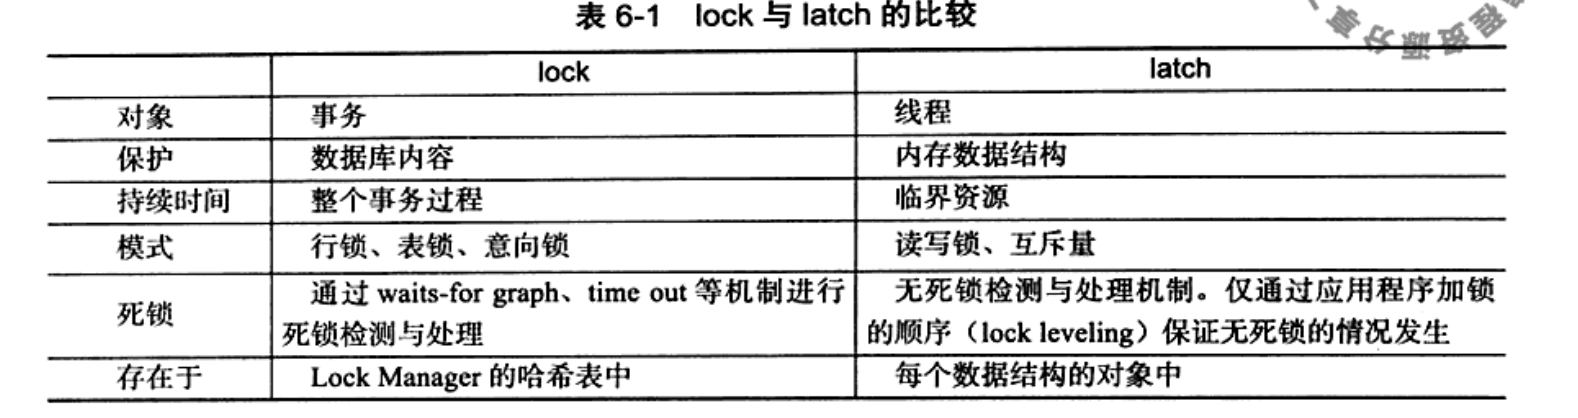 表 6-1 lock 与 latch 的比较
lock latch
对象 事务 线程
保护 数据库内容 内存数据结构
持续时间 整个事务过程 临界资源
模式 行锁、表锁、意向锁 读写锁、互斥量
死锁 通过 waits-for graph、time out 等机制进行 无死锁检测与处理机制。仅通过应用程序加锁
死锁检测与处理 的顺序（lock leveling）保证无死锁的情况发生
存在于 Lock Manager 的哈希表中 每个数据结构的对象中
程资源分享